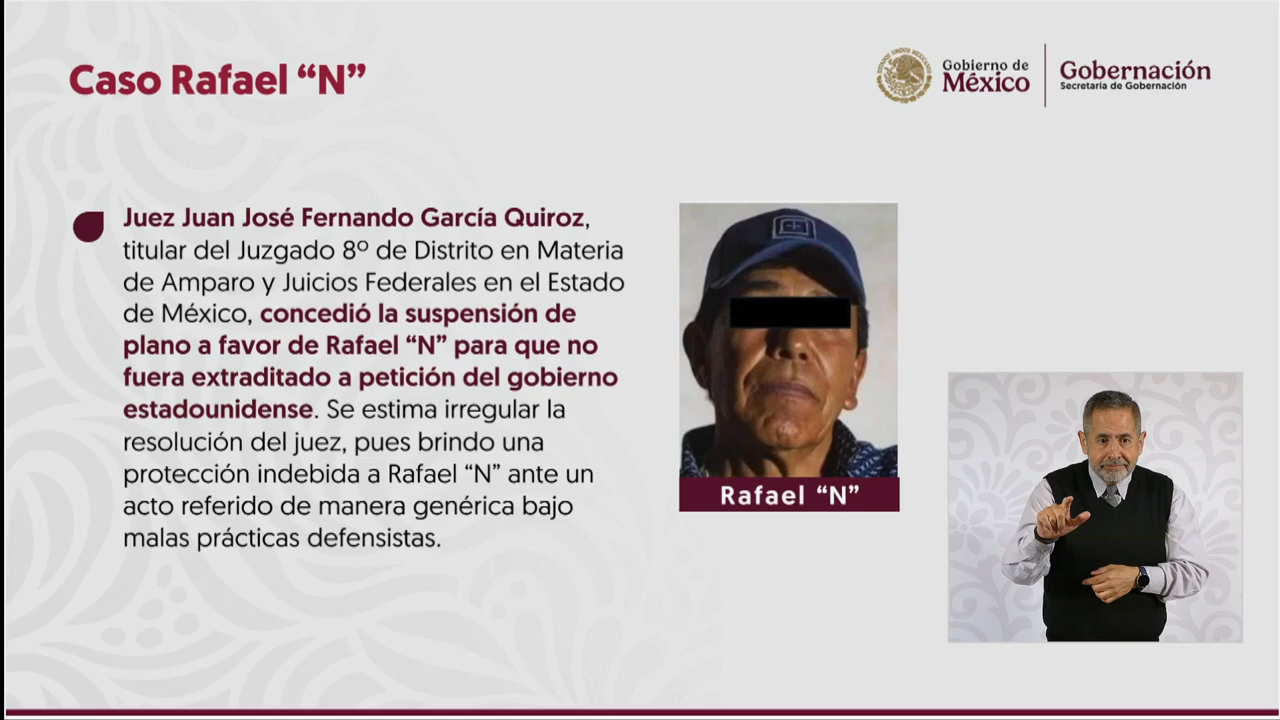 Caso Rafael “N”
Gobierno de
México
Gobernación
Secretaría de Gobernación
Juez Juan José Fernando García Quiroz,
titular del Juzgado 8º de Distrito en Materia
de Amparo y Juicios Federales en el Estado
de México, concedió la suspensión de
plano a favor de Rafael “N” para que no
fuera extraditado a petición del gobierno
estadounidense. Se estima irregular la
resolución del juez, pues brindo una
protección indebida a Rafael “N” ante un
acto referido de manera genérica bajo
malas prácticas defensistas.
Rafael “N”